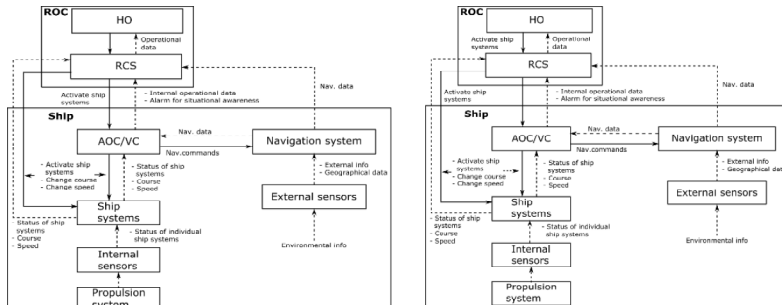 ROC
HO
Activate ship
systems
Operational
data
RCS
Activate ship
systems
- Internal operational data
- Alarm for situational awareness
Nav. data
Ship
AOC/VC
Nav. data
Nav.commands
Navigation system
- Activate ship
systems
- Change course
- Change speed
- Status of ship
systems
- Course
- Speed
- External info
- Geographical data
External sensors
Ship
systems
- Status of ship
systems
- Course
- Speed
- Status of individual
ship systems
Environmental info
Internal
sensors
Propulsion
system
ROC
HO
Activate ship
systems
Operational
data
RCS
Activate ship
systems
- Internal operational data
- Alarm for situational awareness
Nav. data
Ship
AOC/VC
Nav. data
Nav.commands
Navigation system
- Activate ship
systems
- Change course
- Change speed
- Status of ship
systems
- Course
- Speed
- External info
- Geographical data
External sensors
Ship
systems
- Status of ship
systems
- Course
- Speed
- Status of individual
ship systems
Environmental info
Internal
sensors
Propulsion
system